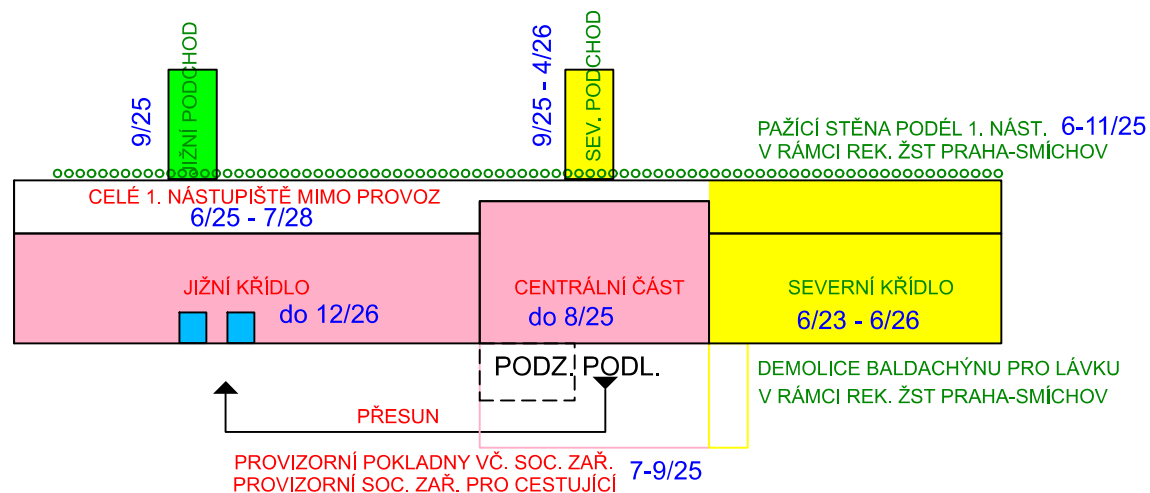 9/25
JIŽNÍ PODCHOD
9/25 - 4/26
SEV. PODCHOD
PAŽÍCÍ STĚNA PODÉL 1. NÁST. 6-11/25
V RÁMCI REK. ŽST PRAHA-SMÍCHOV
CELÉ 1. NÁSTUPIŠTĚ MIMO PROVOZ
6/25 - 7/28
JIŽNÍ KŘÍDLO
do 12/26
CENTRÁLNÍ ČÁST
do 8/25
SEVERNÍ KŘÍDLO
6/23 - 6/26
PODZ. PODL.
DEMOLICE BALDACHÝNU PRO LÁVKU
V RÁMCI REK. ŽST PRAHA-SMÍCHOV
PŘESUN
PROVIZORNÍ POKLADNY VČ. SOC. ZAŘ. 7-9/25
PROVIZORNÍ SOC. ZAŘ. PRO CESTUJÍCÍ